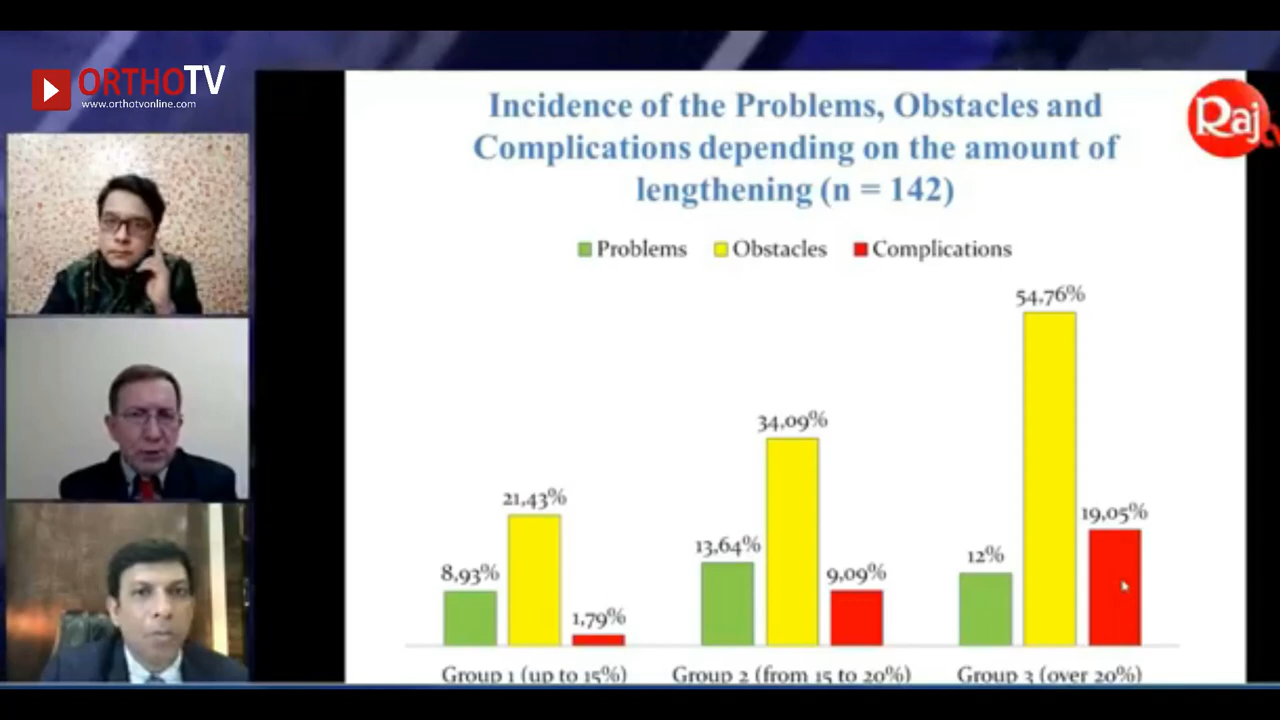 ORTHOTV
www.orthotvonline.com
Raj
Incidence of the Problems, Obstacles and
Complications depending on the amount of
lengthening (n = 142)
Problems Obstacles Complications
54,76%
34,09%
21,43%
19,05%
13,64%
12%
8,93%
9,09%
1,79%
Group 1 (up to 15%) Group 2 (from 15 to 20%) Group 3 (over 20%)